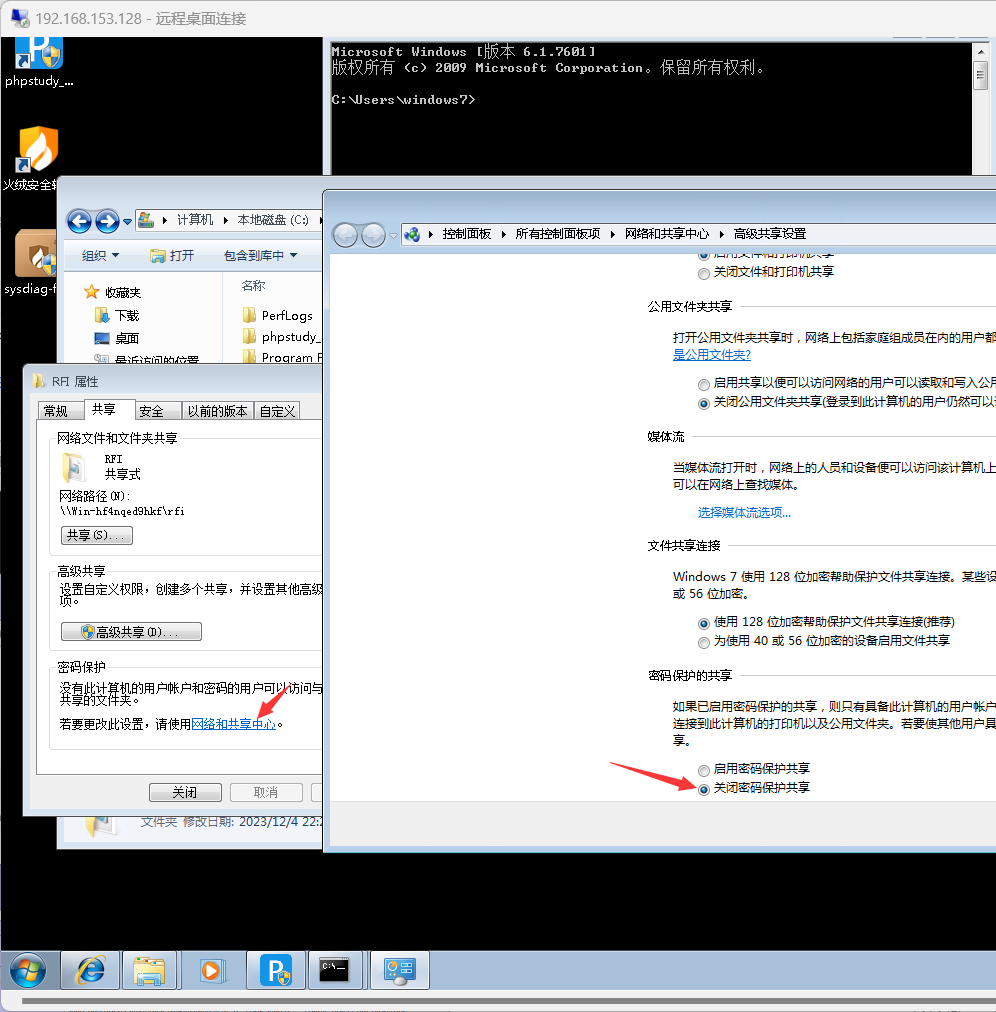 192.168.153.128 - 远程桌面连接
phpstudy_...
火绒安全软
sysdiag-f
Microsoft Windows [版本 6.1.7601]
版权所有 (c) 2009 Microsoft Corporation。保留所有权利。
C:\Users\windows7>
计算机
本地磁盘 (C:)
组织
打开
包含到库中
收藏夹
下载
桌面
最近访问的位置
名称
PerfLogs
phpstudy_
Program F
RFI 属性
常规
共享
安全
以前的版本
自定义
网络文件和文件夹共享
RFI
共享式
网络路径(N):
\\Win-hf4nqed9hkf\rfi
共享(S)...
高级共享
设置自定义权限，创建多个共享，并设置其他高级
项。
高级共享(D)...
密码保护
没有此计算机的用户帐户和密码的用户可以访问与
共享的文件夹。
若要更改此设置，请使用网络和共享中心。
关闭
取消
文件夹 修改日期: 2023/12/4 22:2
控制面板
所有控制面板项
网络和共享中心
高级共享设置
启用文件和打印机共享
关闭文件和打印机共享
公用文件夹共享
打开公用文件夹共享时，网络上包括家庭组成员在内的用户都
是公用文件夹?
启用共享以便可以访问网络的用户可以读取和写入公用
关闭公用文件夹共享(登录到此计算机的用户仍然可以
媒体流
当媒体流打开时，网络上的人员和设备便可以访问该计算机上
可以在网络上查找媒体。
选择媒体流选项...
文件共享连接
Windows 7 使用 128 位加密帮助保护文件共享连接。某些设
或 56 位加密。
使用 128 位加密帮助保护文件共享连接(推荐)
为使用 40 或 56 位加密的设备启用文件共享
密码保护的共享
如果已启用密码保护的共享，则只有具备此计算机的用户帐户
连接到此计算机的打印机以及公用文件夹。若要使其他用户具
享。
启用密码保护共享
关闭密码保护共享